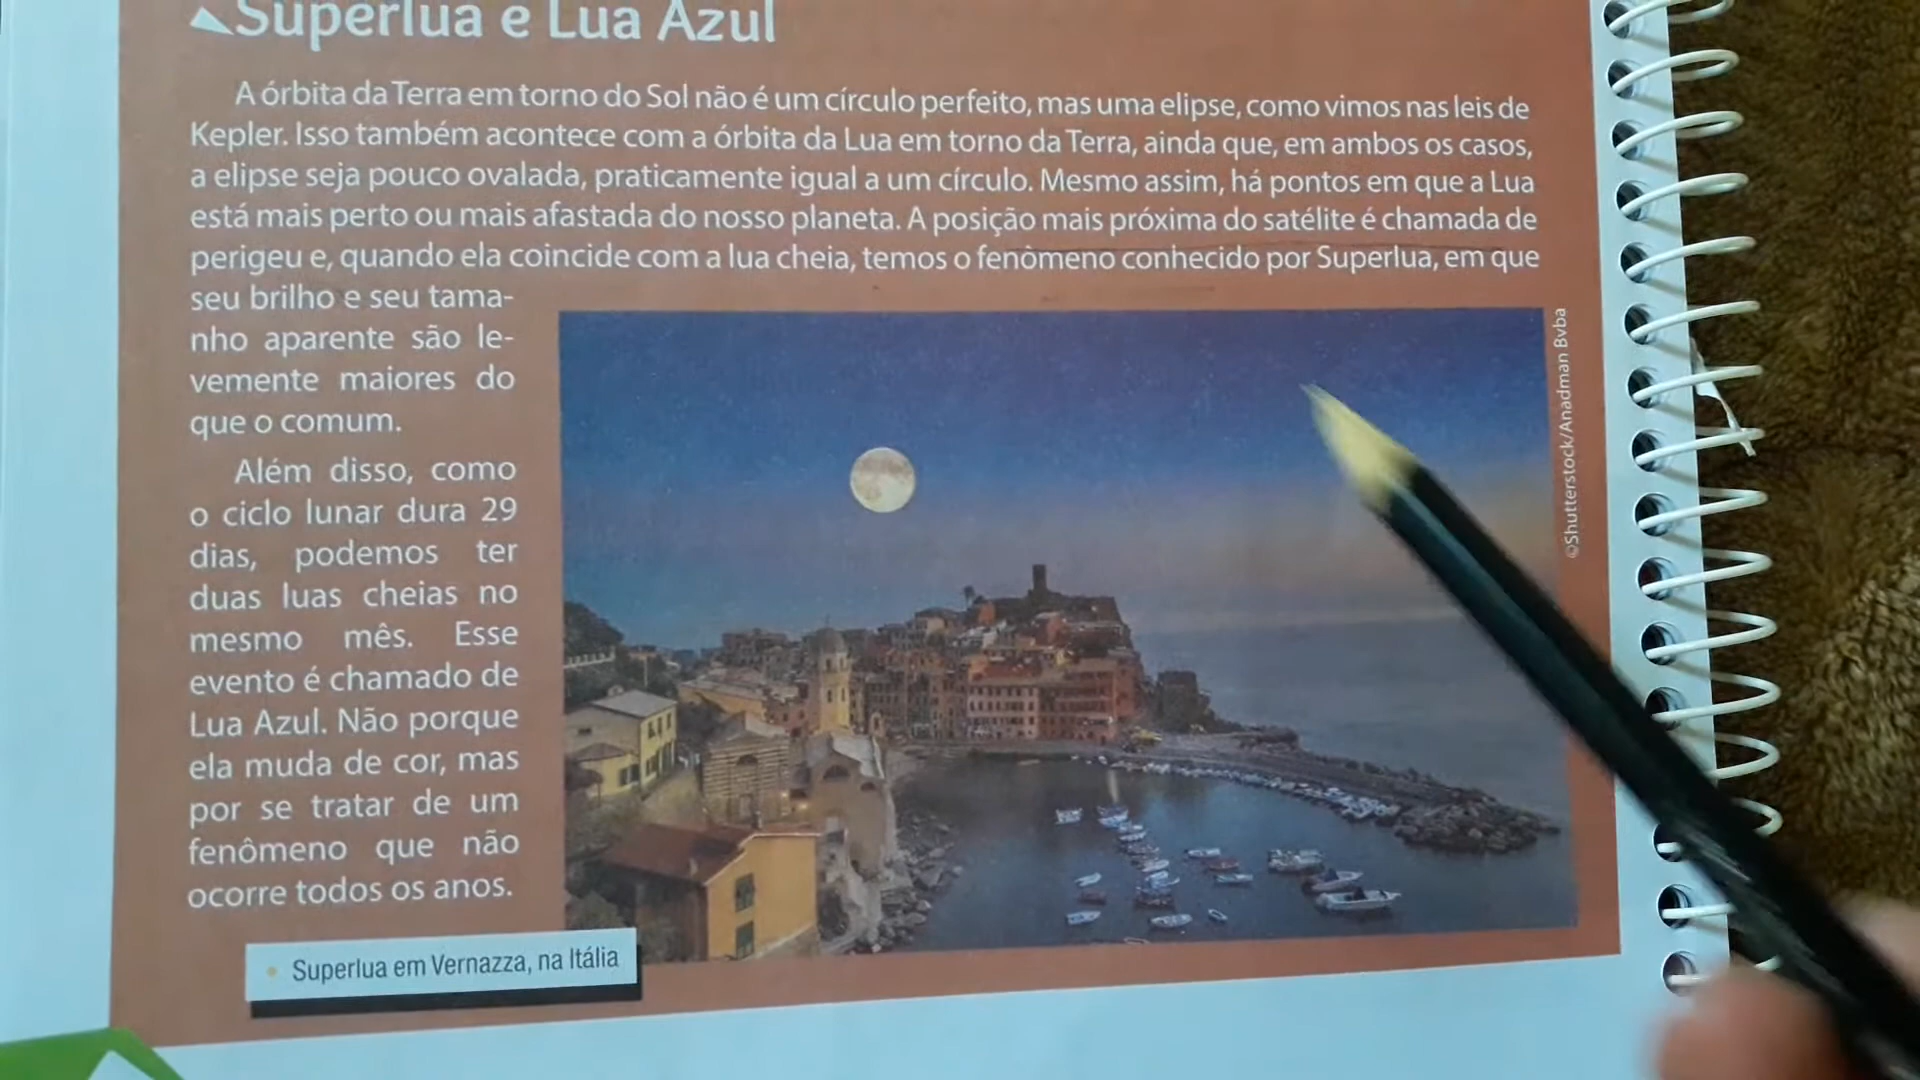 Superlua e Lua Azul
A órbita da Terra em torno do Sol não é um círculo perfeito, mas uma elipse, como vimos nas leis de
Kepler. Isso também acontece com a órbita da Lua em torno da Terra, ainda que, em ambos os casos,
a elipse seja pouco ovalada, praticamente igual a um círculo. Mesmo assim, há pontos em que a Lua
está mais perto ou mais afastada do nosso planeta. A posição mais próxima do satélite é chamada de
perigeu e, quando ela coincide com a lua cheia, temos o fenômeno conhecido por Superlua, em que
seu brilho e seu tama-
nho aparente são le-
vemente maiores do
que o comum.
Além disso, como
o ciclo lunar dura 29
dias, podemos ter
duas luas cheias no
mesmo mês. Esse
evento é chamado de
Lua Azul. Não porque
ela muda de cor, mas
por se tratar de um
fenômeno que não
ocorre todos os anos.
©Shutterstock/Anadman Bvba
• Superlua em Vernazza, na Itália